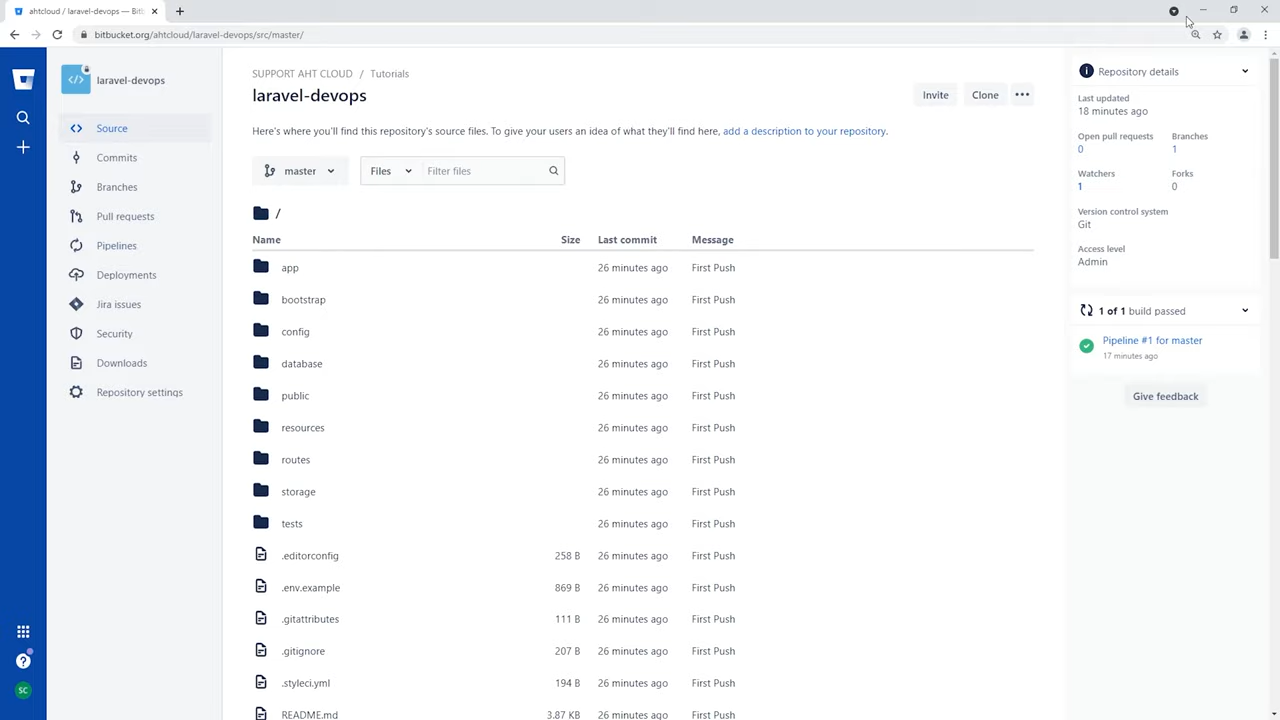 ahtcloud / laravel-devops — Bitb
bitbucket.org/ahtcloud/laravel-devops/src/master/
laravel-devops
Source
Commits
Branches
Pull requests
Pipelines
Deployments
Jira issues
Security
Downloads
Repository settings
SC
SUPPORT AHT CLOUD / Tutorials
laravel-devops
Invite
Clone
Here's where you'll find this repository's source files. To give your users an idea of what they'll find here, add a description to your repository.
master
Files
Filter files
/
Name Size Last commit Message
app 26 minutes ago First Push
bootstrap 26 minutes ago First Push
config 26 minutes ago First Push
database 26 minutes ago First Push
public 26 minutes ago First Push
resources 26 minutes ago First Push
routes 26 minutes ago First Push
storage 26 minutes ago First Push
tests 26 minutes ago First Push
.editorconfig 258 B 26 minutes ago First Push
.env.example 869 B 26 minutes ago First Push
.gitattributes 111 B 26 minutes ago First Push
.gitignore 207 B 26 minutes ago First Push
.styleci.yml 194 B 26 minutes ago First Push
README.md 3.87 KB 26 minutes ago First Push
Repository details
Last updated
18 minutes ago
Open pull requests Branches
0 1
Watchers Forks
1 0
Version control system
Git
Access level
Admin
1 of 1 build passed
Pipeline #1 for master
17 minutes ago
Give feedback